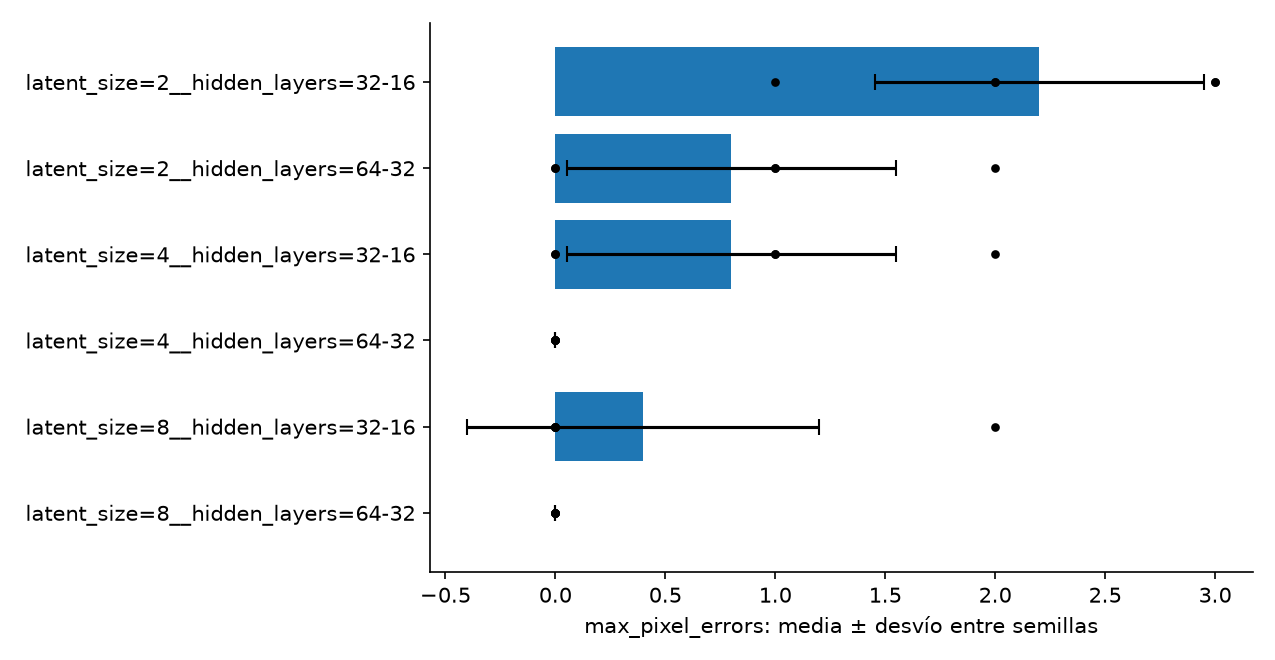 latent_size=2__hidden_layers=32-16
latent_size=2__hidden_layers=64-32
latent_size=4__hidden_layers=32-16
latent_size=4__hidden_layers=64-32
latent_size=8__hidden_layers=32-16
latent_size=8__hidden_layers=64-32
−0.5 0.0 0.5 1.0 1.5 2.0 2.5 3.0
max_pixel_errors: media ± desvío entre semillas